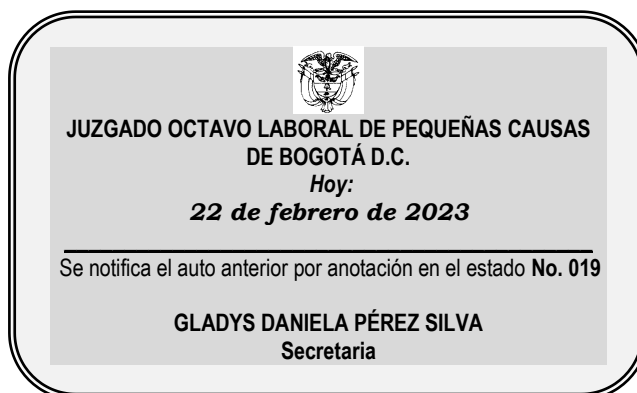 JUZGADO OCTAVO LABORAL DE PEQUEÑAS CAUSAS
DE BOGOTÁ D.C.
Hoy:
22 de febrero de 2023
Se notifica el auto anterior por anotación en el estado No. 019
GLADYS DANIELA PÉREZ SILVA
Secretaria